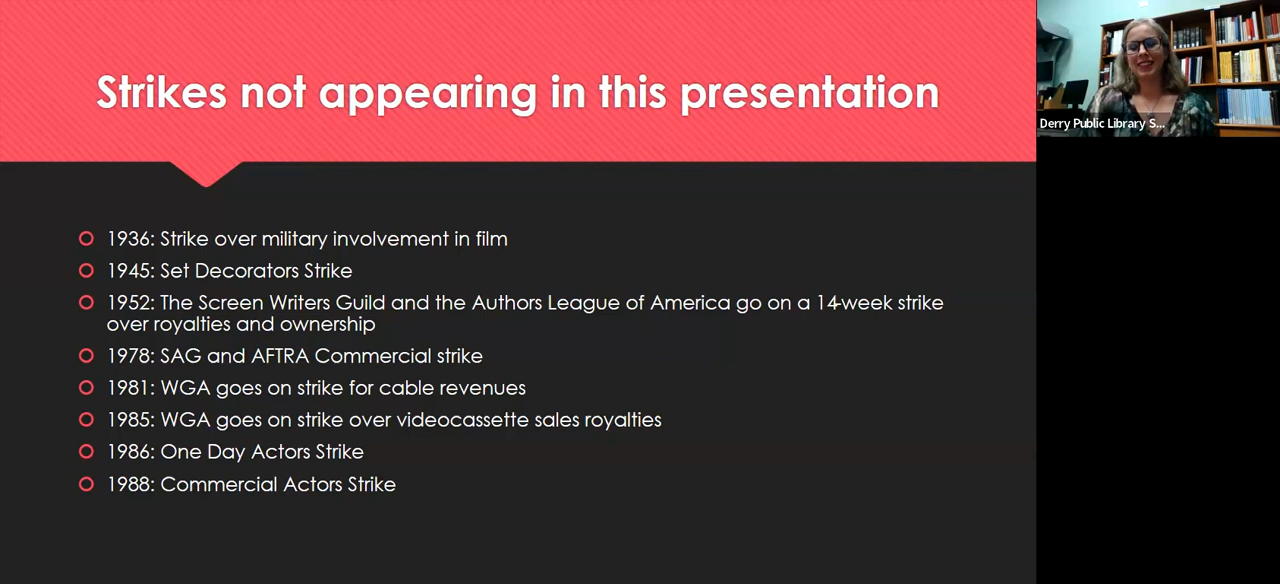 Strikes not appearing in this presentation
Derry Public Library S...
1936: Strike over military involvement in film
1945: Set Decorators Strike
1952: The Screen Writers Guild and the Authors League of America go on a 14-week strike
over royalties and ownership
1978: SAG and AFTRA Commercial strike
1981: WGA goes on strike for cable revenues
1985: WGA goes on strike over videocassette sales royalties
1986: One Day Actors Strike
1988: Commercial Actors Strike